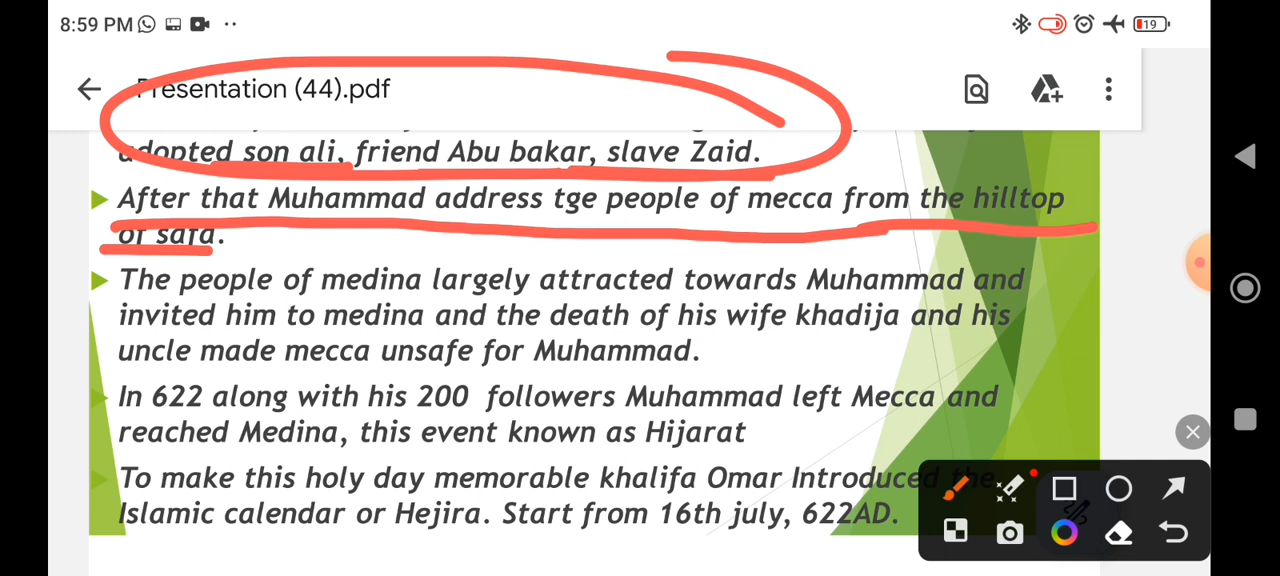 8:59 PM
19
Presentation (44).pdf
adopted son ali, friend Abu bakar, slave Zaid.
After that Muhammad address tge people of mecca from the hilltop
of safa.
The people of medina largely attracted towards Muhammad and
invited him to medina and the death of his wife khadija and his
uncle made mecca unsafe for Muhammad.
In 622 along with his 200 followers Muhammad left Mecca and
reached Medina, this event known as Hijarat
To make this holy day memorable khalifa Omar Introduced the
Islamic calendar or Hejira. Start from 16th july, 622AD.